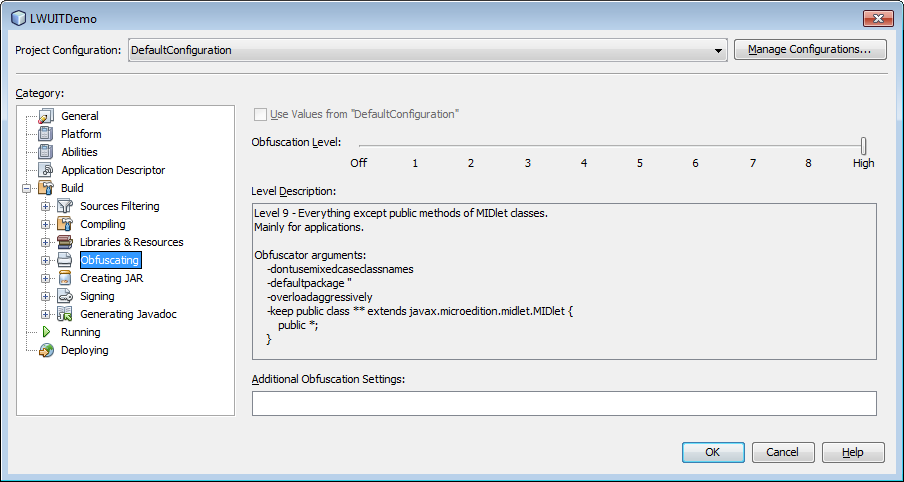 LWUITDemo
Project Configuration: DefaultConfiguration Manage Configurations...
Category:
General
Platform
Abilities
Application Descriptor
Build
Sources Filtering
Compiling
Libraries & Resources
Obfuscating
Creating JAR
Signing
Generating Javadoc
Running
Deploying
Use Values from "DefaultConfiguration"
Obfuscation Level:
Off 1 2 3 4 5 6 7 8 High
Level Description:
Level 9 - Everything except public methods of MIDlet classes.
Mainly for applications.
Obfuscator arguments:
-dontusemixedcaseclassnames
-defaultpackage ''
-overloadaggressively
-keep public class ** extends javax.microedition.midlet.MIDlet {
public *;
}
Additional Obfuscation Settings:
OK Cancel Help